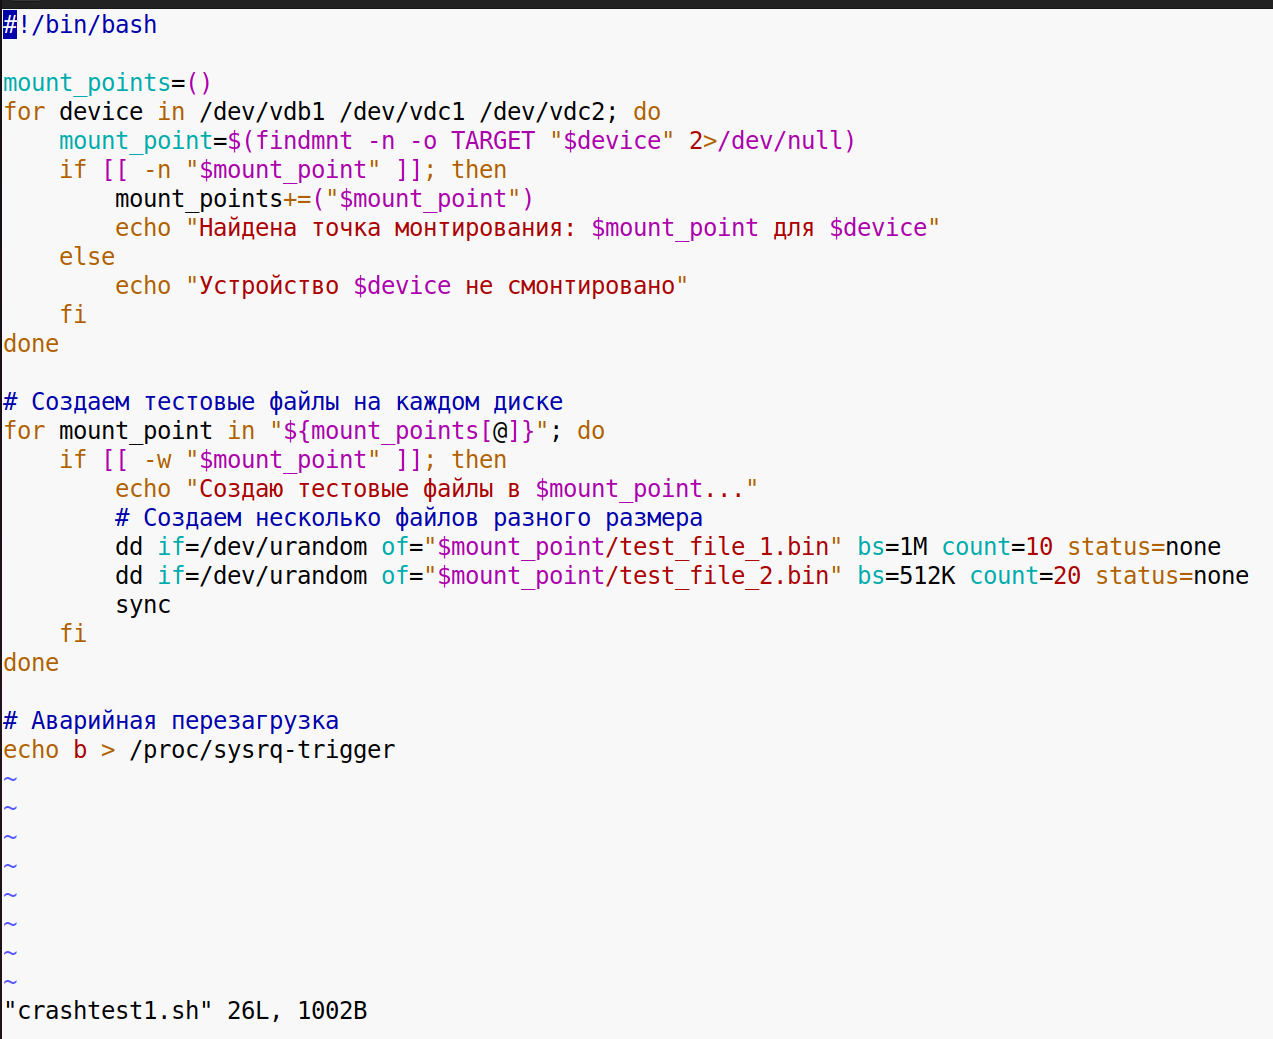 #!/bin/bash

mount_points=()
for device in /dev/vdb1 /dev/vdc1 /dev/vdc2; do
    mount_point=$(findmnt -n -o TARGET "$device" 2>/dev/null)
    if [[ -n "$mount_point" ]]; then
        mount_points+=("$mount_point")
        echo "Найдена точка монтирования: $mount_point для $device"
    else
        echo "Устройство $device не смонтировано"
    fi
done

# Создаем тестовые файлы на каждом диске
for mount_point in "${mount_points[@]}"; do
    if [[ -w "$mount_point" ]]; then
        echo "Создаю тестовые файлы в $mount_point..."
        # Создаем несколько файлов разного размера
        dd if=/dev/urandom of="$mount_point/test_file_1.bin" bs=1M count=10 status=none
        dd if=/dev/urandom of="$mount_point/test_file_2.bin" bs=512K count=20 status=none
        sync
    fi
done

# Аварийная перезагрузка
echo b > /proc/sysrq-trigger
~
~
~
~
~
~
~
~
"crashtest1.sh" 26L, 1002B